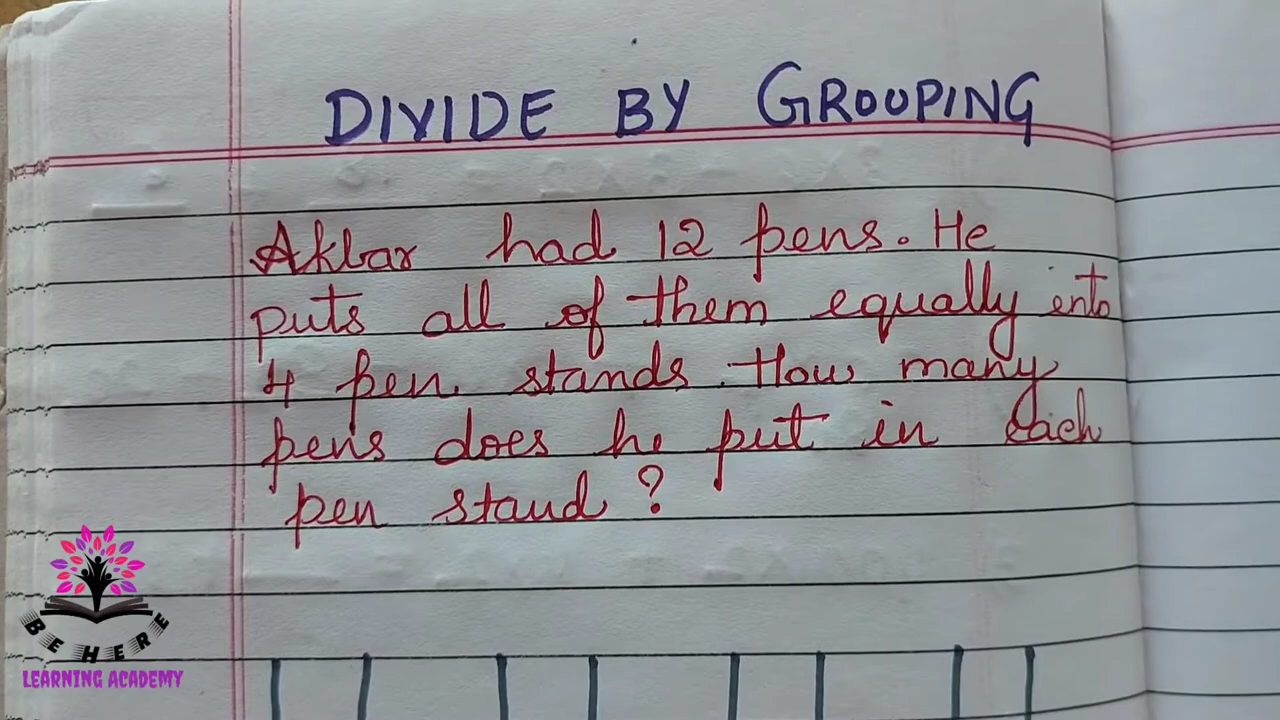 DIVIDE BY GROUPING
Akbar had 12 pens. He
puts all of them equally into
4 pen stands. How many
pens does he put in each
pen stand?
BE HERE
LEARNING ACADEMY